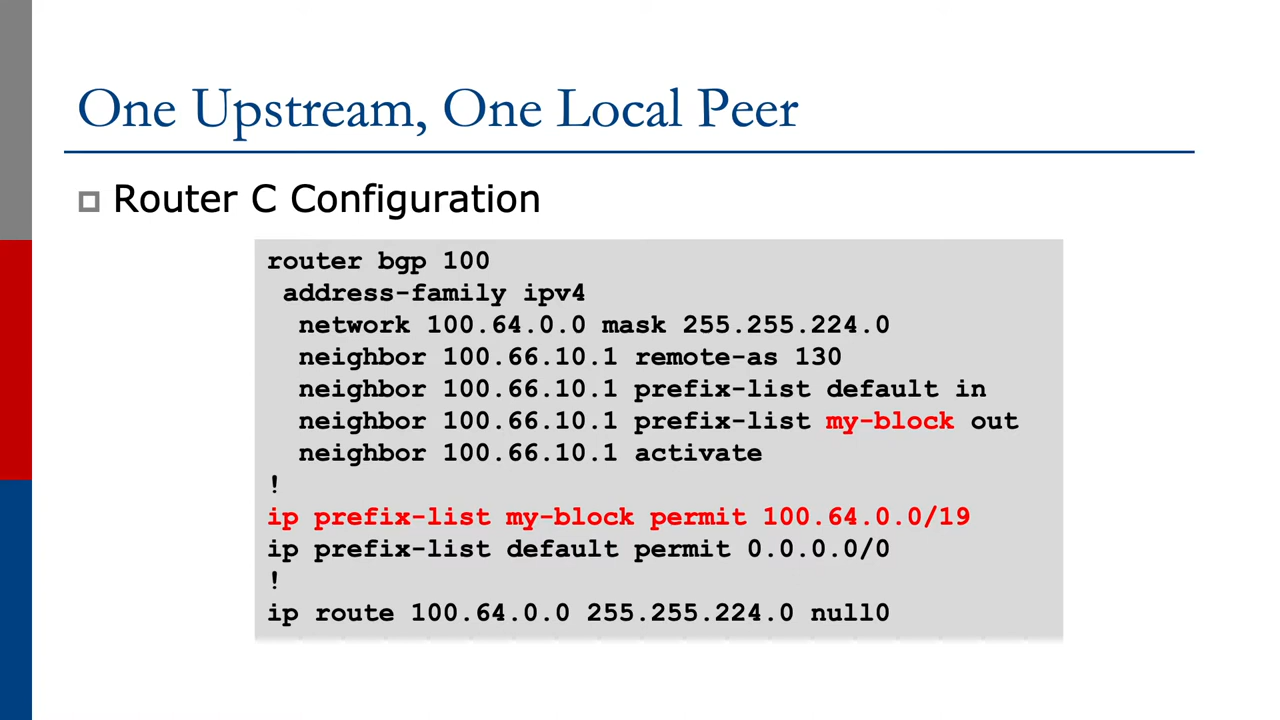 One Upstream, One Local Peer
Router C Configuration
router bgp 100
address-family ipv4
network 100.64.0.0 mask 255.255.224.0
neighbor 100.66.10.1 remote-as 130
neighbor 100.66.10.1 prefix-list default in
neighbor 100.66.10.1 prefix-list my-block out
neighbor 100.66.10.1 activate
!
ip prefix-list my-block permit 100.64.0.0/19
ip prefix-list default permit 0.0.0.0/0
!
ip route 100.64.0.0 255.255.224.0 null0